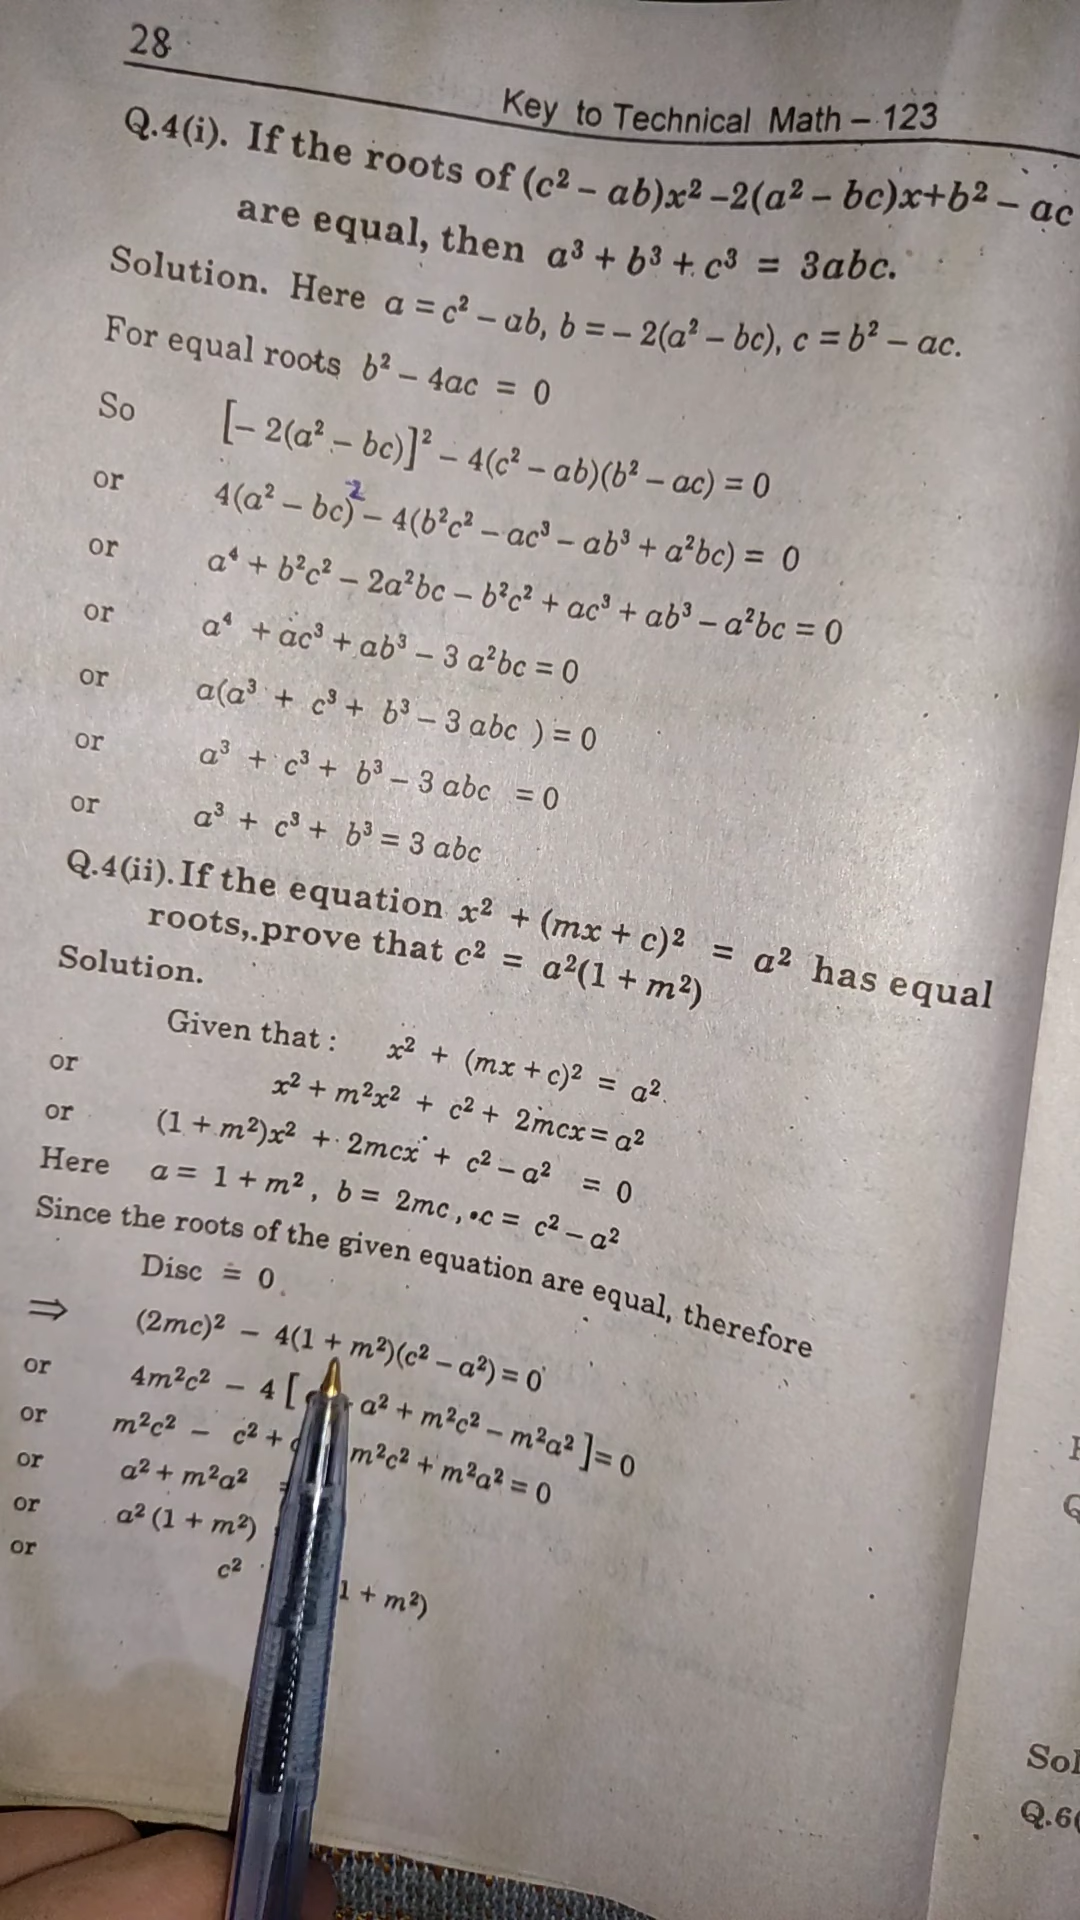 28
Key to Technical Math – 123
Q.4(i). If the roots of (c² – ab)x² –2(a² – bc)x+b² – ac
are equal, then a³ + b³ + c³ = 3abc.
Solution. Here a = c² – ab, b = – 2(a² – bc), c = b² – ac.
For equal roots b² – 4ac = 0
So [– 2(a² – bc)]² – 4(c² – ab)(b² – ac) = 0
or 4(a² – bc)² – 4(b²c² – ac³ – ab³ + a²bc) = 0
or a⁴ + b²c² – 2a²bc – b²c² + ac³ + ab³ – a²bc = 0
or a⁴ + ac³ + ab³ – 3 a²bc = 0
or a(a³ + c³ + b³ – 3 abc ) = 0
or a³ + c³ + b³ – 3 abc = 0
or a³ + c³ + b³ = 3 abc
Q.4(ii). If the equation x² + (mx + c)² = a² has equal
roots, prove that c² = a²(1 + m²)
Solution.
Given that : x² + (mx + c)² = a².
or x² + m²x² + c² + 2mcx = a²
or (1 + m²)x² + 2mcx + c² – a² = 0
Here a = 1 + m², b = 2mc, c = c² – a²
Since the roots of the given equation are equal, therefore
Disc = 0
⇒ (2mc)² – 4(1 + m²)(c² – a²) = 0
or 4m²c² – 4 [ a² + m²c² – m²a² ] = 0
or m²c² – c² + m²c² + m²a² = 0
or a² + m²a² =
or a² (1 + m²)
or c² 1 + m²)
Sol
Q.6(